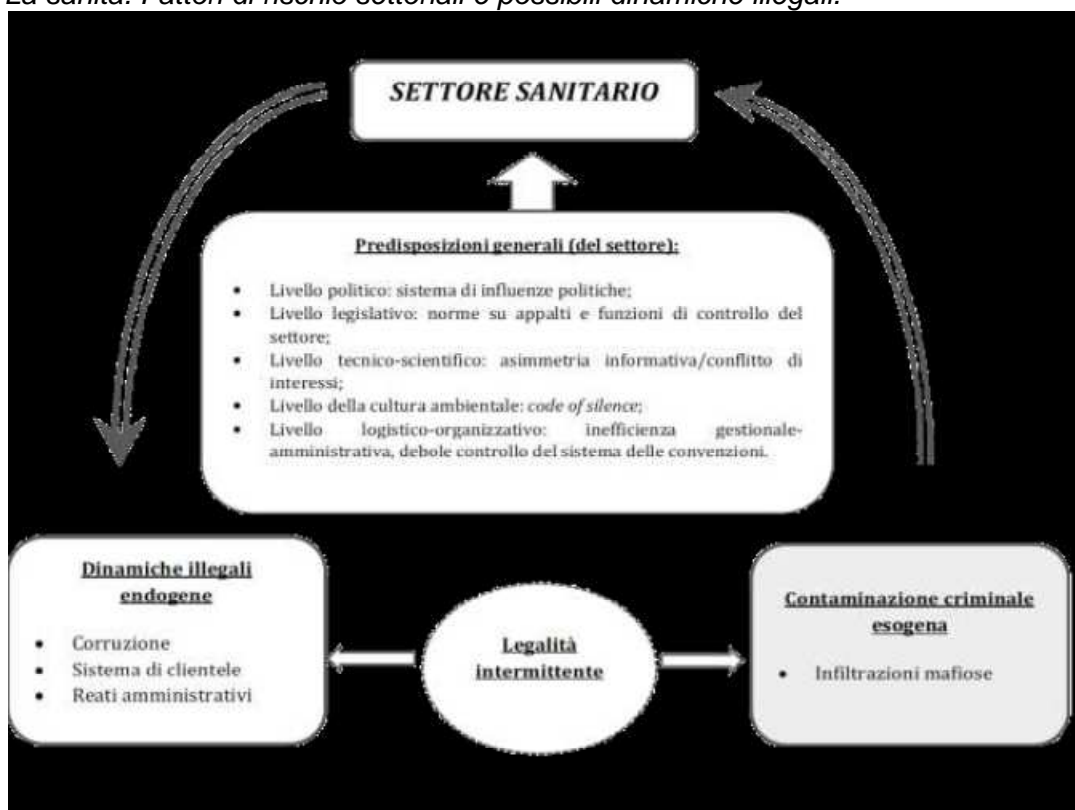 La sanità. Fattori di rischio settoriali e possibili dinamiche illegali.
SETTORE SANITARIO
Predisposizioni generali (del settore):
• Livello politico: sistema di influenze politiche;
• Livello legislativo: norme su appalti e funzioni di controllo del
settore;
• Livello tecnico-scientifico: asimmetria informativa/conflitto di
interessi;
• Livello della cultura ambientale: code of silence;
• Livello logistico-organizzativo: inefficienza gestionale-
amministrativa, debole controllo del sistema delle convenzioni.
Dinamiche illegali
endogene
• Corruzione
• Sistema di clientele
• Reati amministrativi
Legalità
intermittente
Contaminazione criminale
esogena
• Infiltrazioni mafiose